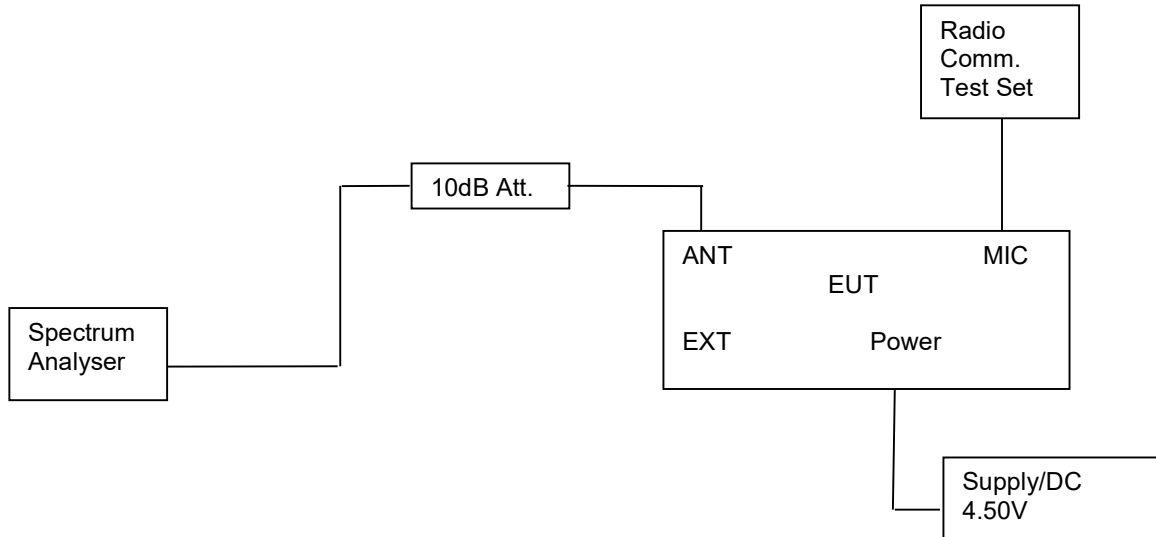 Radio
Comm.
Test Set
10dB Att.
ANT
MIC
EUT
Spectrum
Analyser
EXT
Power
Supply/DC
4.50V